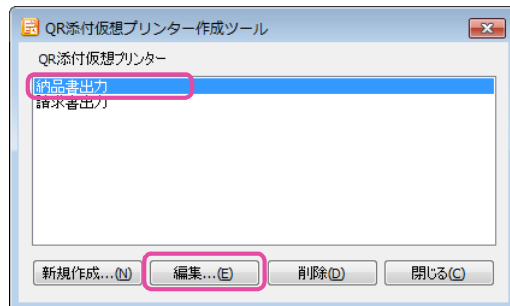 QR添付仮想プリンター作成ツール
QR添付仮想プリンター
納品書出力
請求書出力
新規作成...(N) 編集...(E) 削除(D) 閉じる(C)